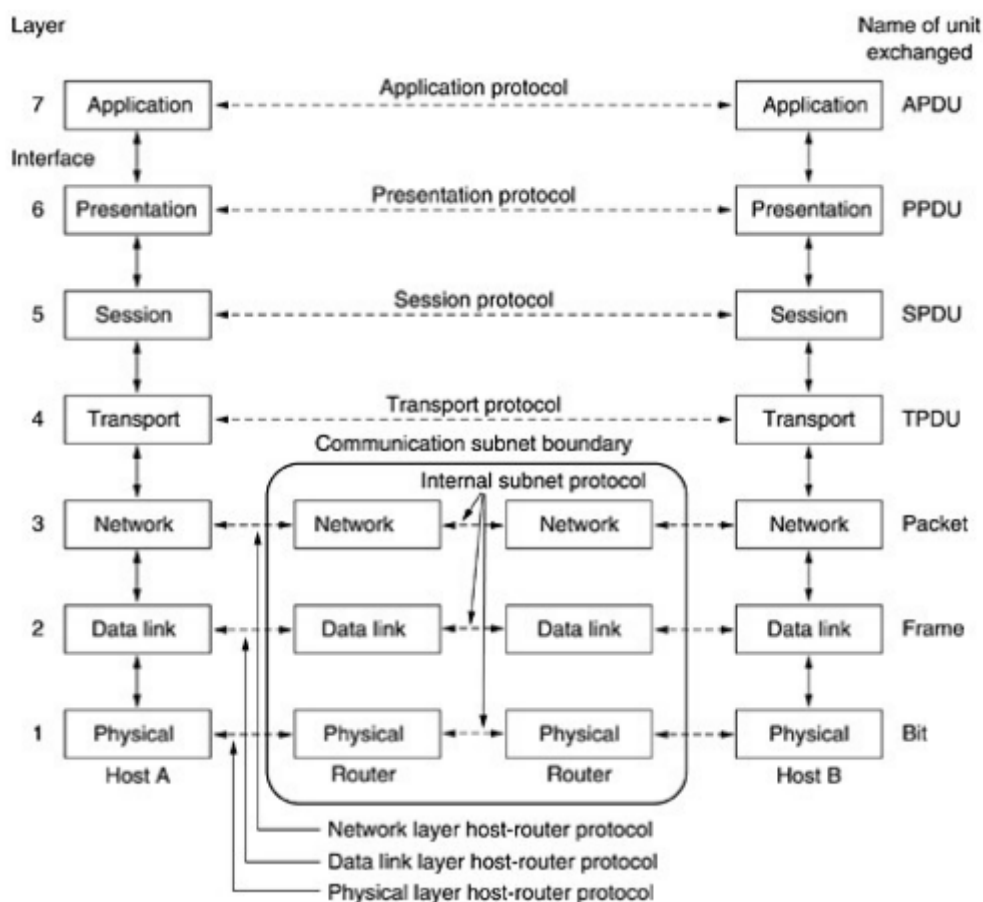 Layer
Name of unit
exchanged
Application protocol
7 Application Application APDU
Interface
Presentation protocol
6 Presentation Presentation PPDU
Session protocol
5 Session Session SPDU
Transport protocol
4 Transport Transport TPDU
Communication subnet boundary
Internal subnet protocol
3 Network Network Network Network Packet
2 Data link Data link Data link Data link Frame
1 Physical Physical Physical Physical Bit
Host A Router Router Host B
Network layer host-router protocol
Data link layer host-router protocol
Physical layer host-router protocol